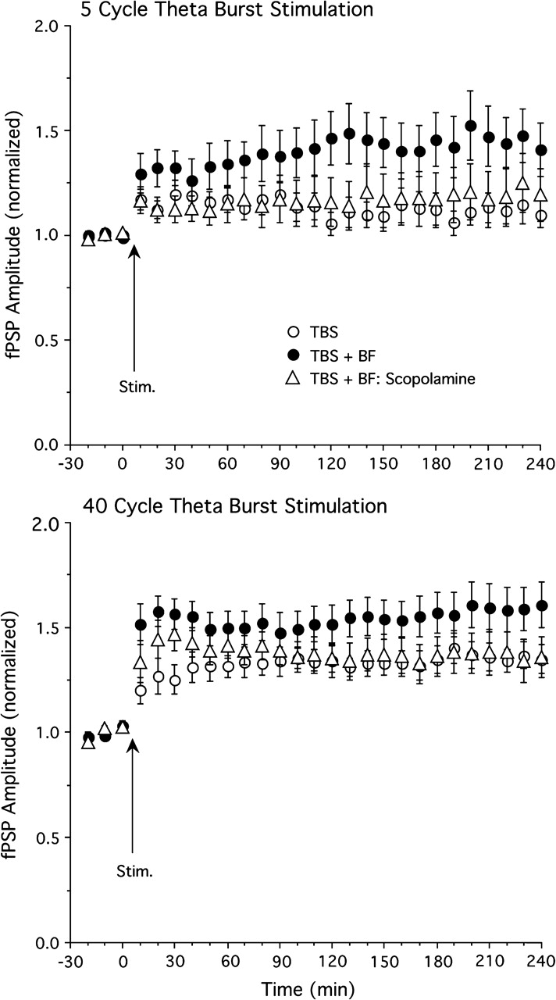 5 Cycle Theta Burst Stimulation
2.0
1.5
1.0
0.5
0.0
fPSP Amplitude (normalized)
Stim.
TBS
TBS + BF
TBS + BF: Scopolamine
-30 0 30 60 90 120 150 180 210 240
40 Cycle Theta Burst Stimulation
2.0
1.5
1.0
0.5
0.0
fPSP Amplitude (normalized)
Stim.
-30 0 30 60 90 120 150 180 210 240
Time (min)